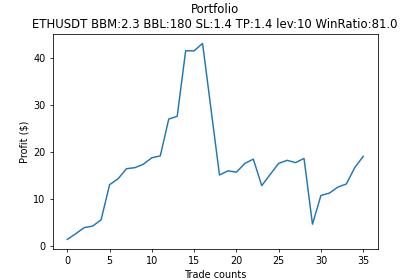 Portfolio
ETHUSDT BBM:2.3 BBL:180 SL:1.4 TP:1.4 lev:10 WinRatio:81.0
40
30
20
10
0
Profit ($)
0 5 10 15 20 25 30 35
Trade counts